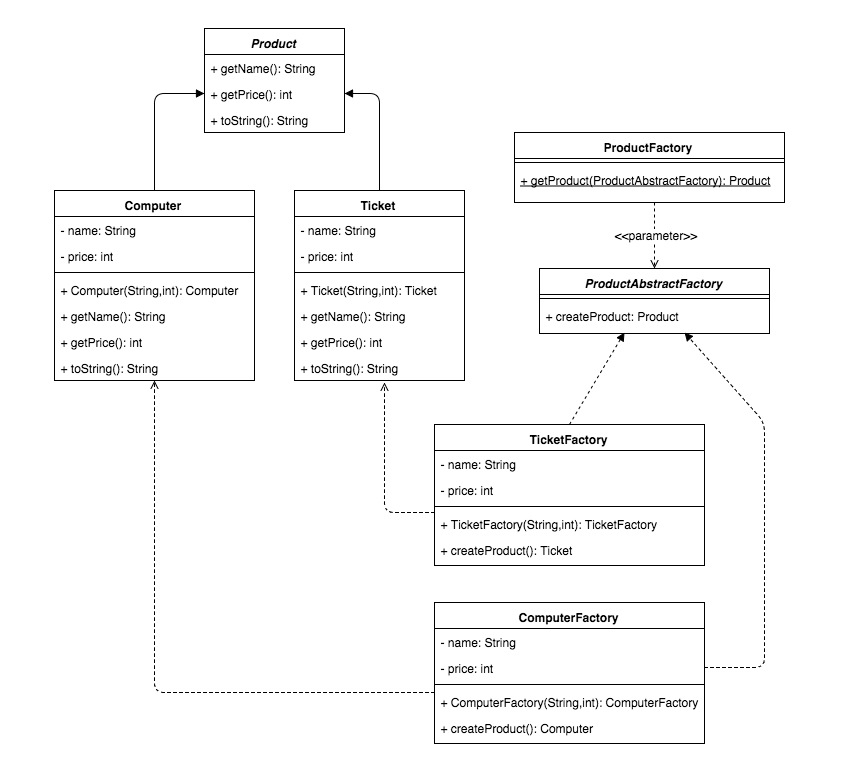 Product
+ getName(): String
+ getPrice(): int
+ toString(): String
ProductFactory
+ getProduct(ProductAbstractFactory): Product
<<parameter>>
Computer
- name: String
- price: int
+ Computer(String,int): Computer
+ getName(): String
+ getPrice(): int
+ toString(): String
Ticket
- name: String
- price: int
+ Ticket(String,int): Ticket
+ getName(): String
+ getPrice(): int
+ toString(): String
ProductAbstractFactory
+ createProduct: Product
TicketFactory
- name: String
- price: int
+ TicketFactory(String,int): TicketFactory
+ createProduct(): Ticket
ComputerFactory
- name: String
- price: int
+ ComputerFactory(String,int): ComputerFactory
+ createProduct(): Computer